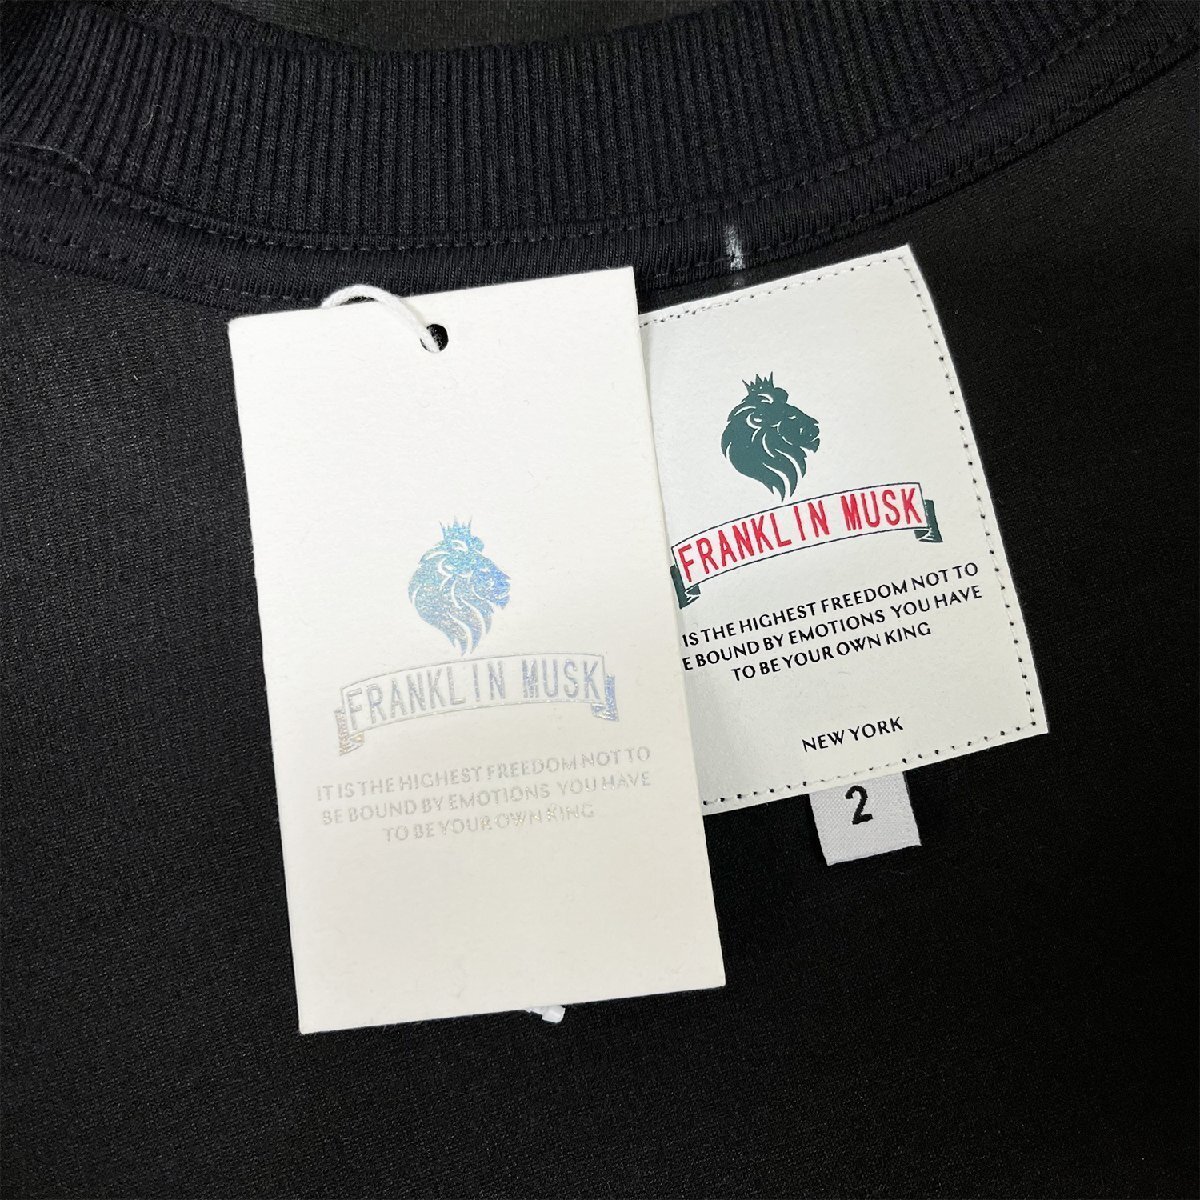 FRANKLIN MUSK
IT IS THE HIGHEST FREEDOM NOT TO
BE BOUND BY EMOTIONS YOU HAVE
TO BE YOUR OWN KING
FRANKLIN MUSK
IS THE HIGHEST FREEDOM NOT TO
E BOUND BY EMOTIONS YOU HAVE
TO BE YOUR OWN KING
NEW YORK
2